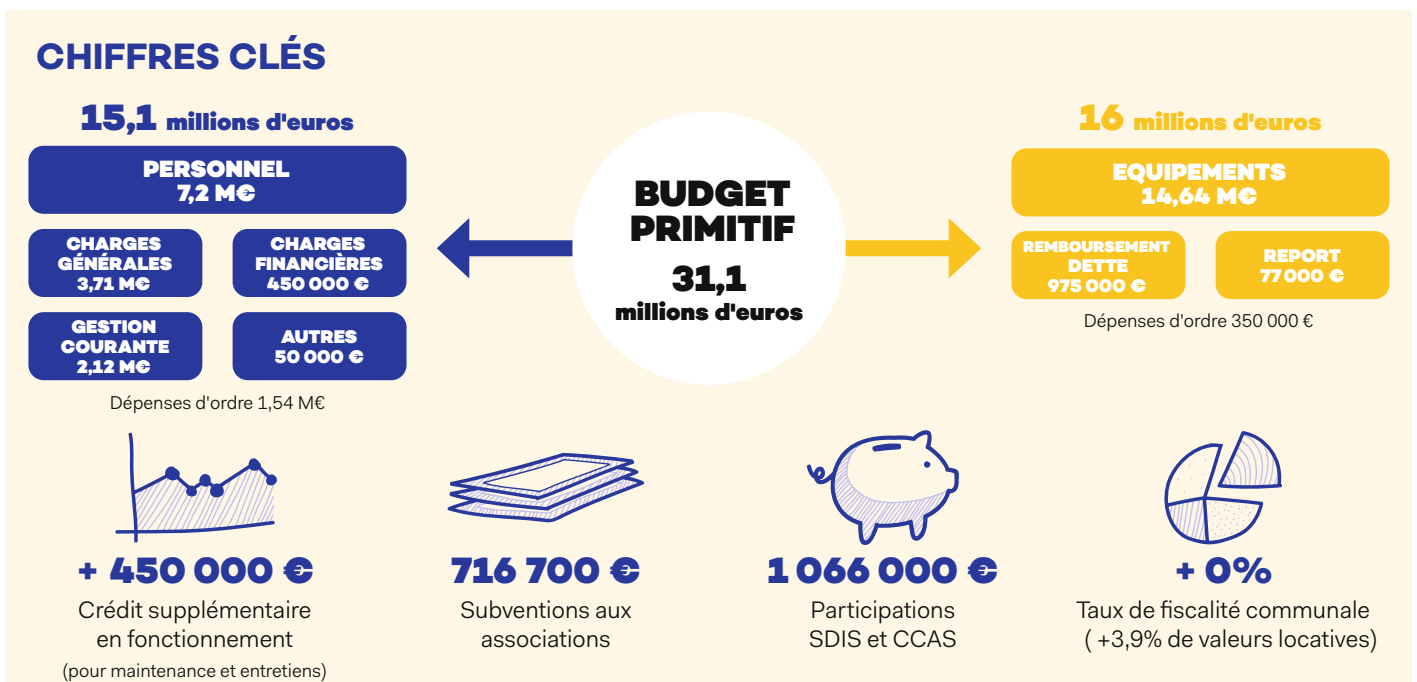 CHIFFRES CLÉS
15,1 millions d'euros
PERSONNEL
7,2 M€
CHARGES
GÉNÉRALES
3,71 M€
CHARGES
FINANCIÈRES
450 000 €
GESTION
COURANTE
2,12 M€
AUTRES
50 000 €
Dépenses d'ordre 1,54 M€
BUDGET
PRIMITIF
31,1
millions d'euros
16 millions d'euros
EQUIPEMENTS
14,64 M€
REMBOURSEMENT
DETTE
975 000 €
REPORT
77 000 €
Dépenses d'ordre 350 000 €
+ 450 000 €
Crédit supplémentaire
en fonctionnement
(pour maintenance et entretiens)
716 700 €
Subventions aux
associations
1 066 000 €
Participations
SDIS et CCAS
+ 0%
Taux de fiscalité communale
( +3,9% de valeurs locatives)